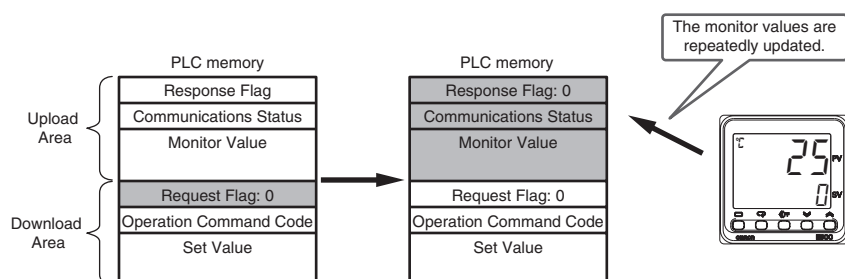 The monitor values are
repeatedly updated.
PLC memory
PLC memory
Upload
Area
Response Flag
Communications Status
Monitor Value
Download
Area
Request Flag: 0
Operation Command Code
Set Value
Response Flag: 0
Communications Status
Monitor Value
Request Flag: 0
Operation Command Code
Set Value
°C
25
PV
0
SV
omron